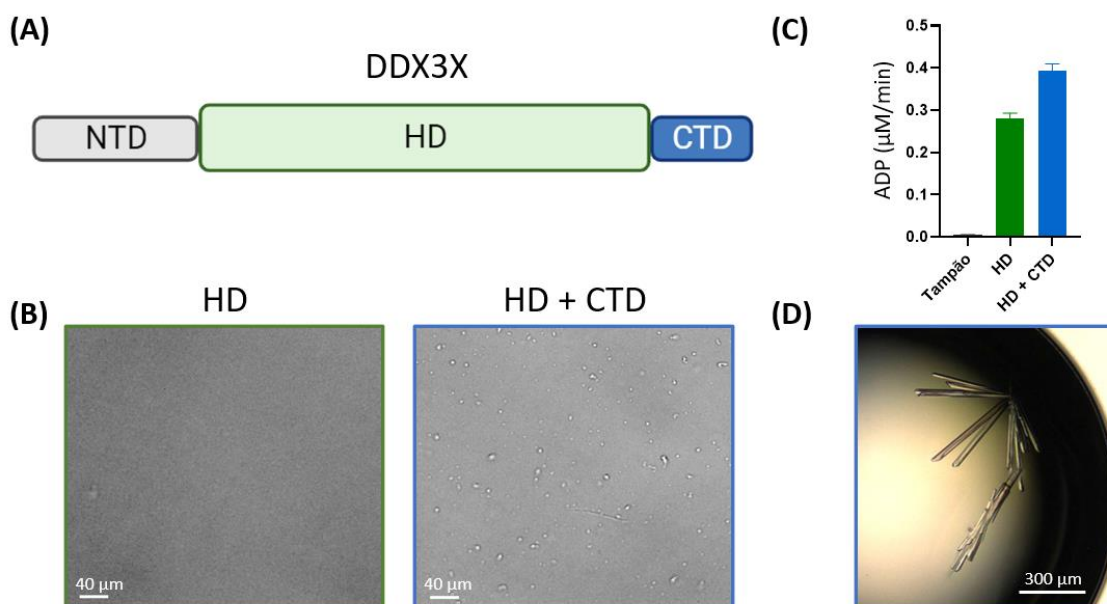 (A)
DDX3X
NTD
HD
CTD
(B)
HD
HD + CTD
40 µm
40 µm
(C)
ADP (µM/min)
0.5
0.4
0.3
0.2
0.1
0.0
Tampão
HD
HD + CTD
(D)
300 µm